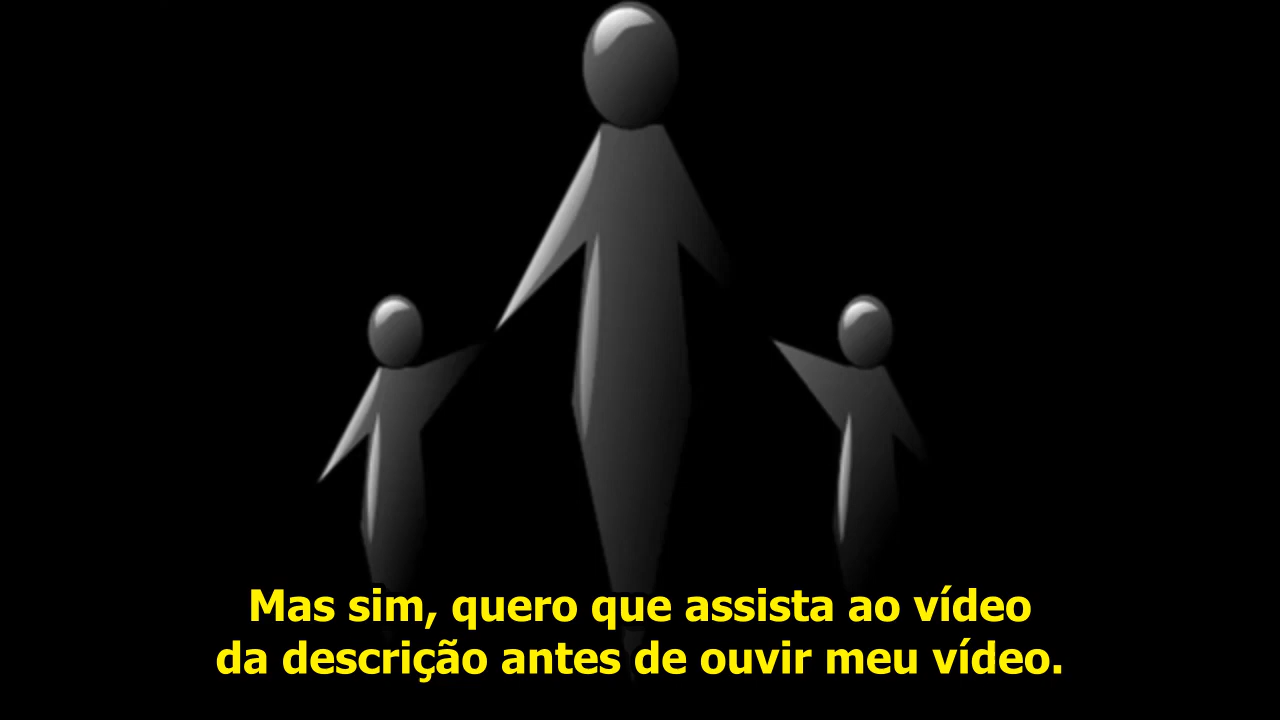 Mas sim, quero que assista ao vídeo
da descrição antes de ouvir meu vídeo.